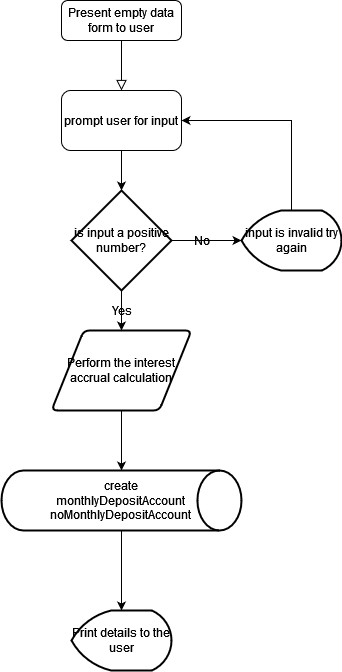 Present empty data
form to user
prompt user for input
is input a positive
number?
No
input is invalid try
again
Yes
Perform the interest
accrual calculation
create
monthlyDepositAccount
noMonthlyDepositAccount
Print details to the
user